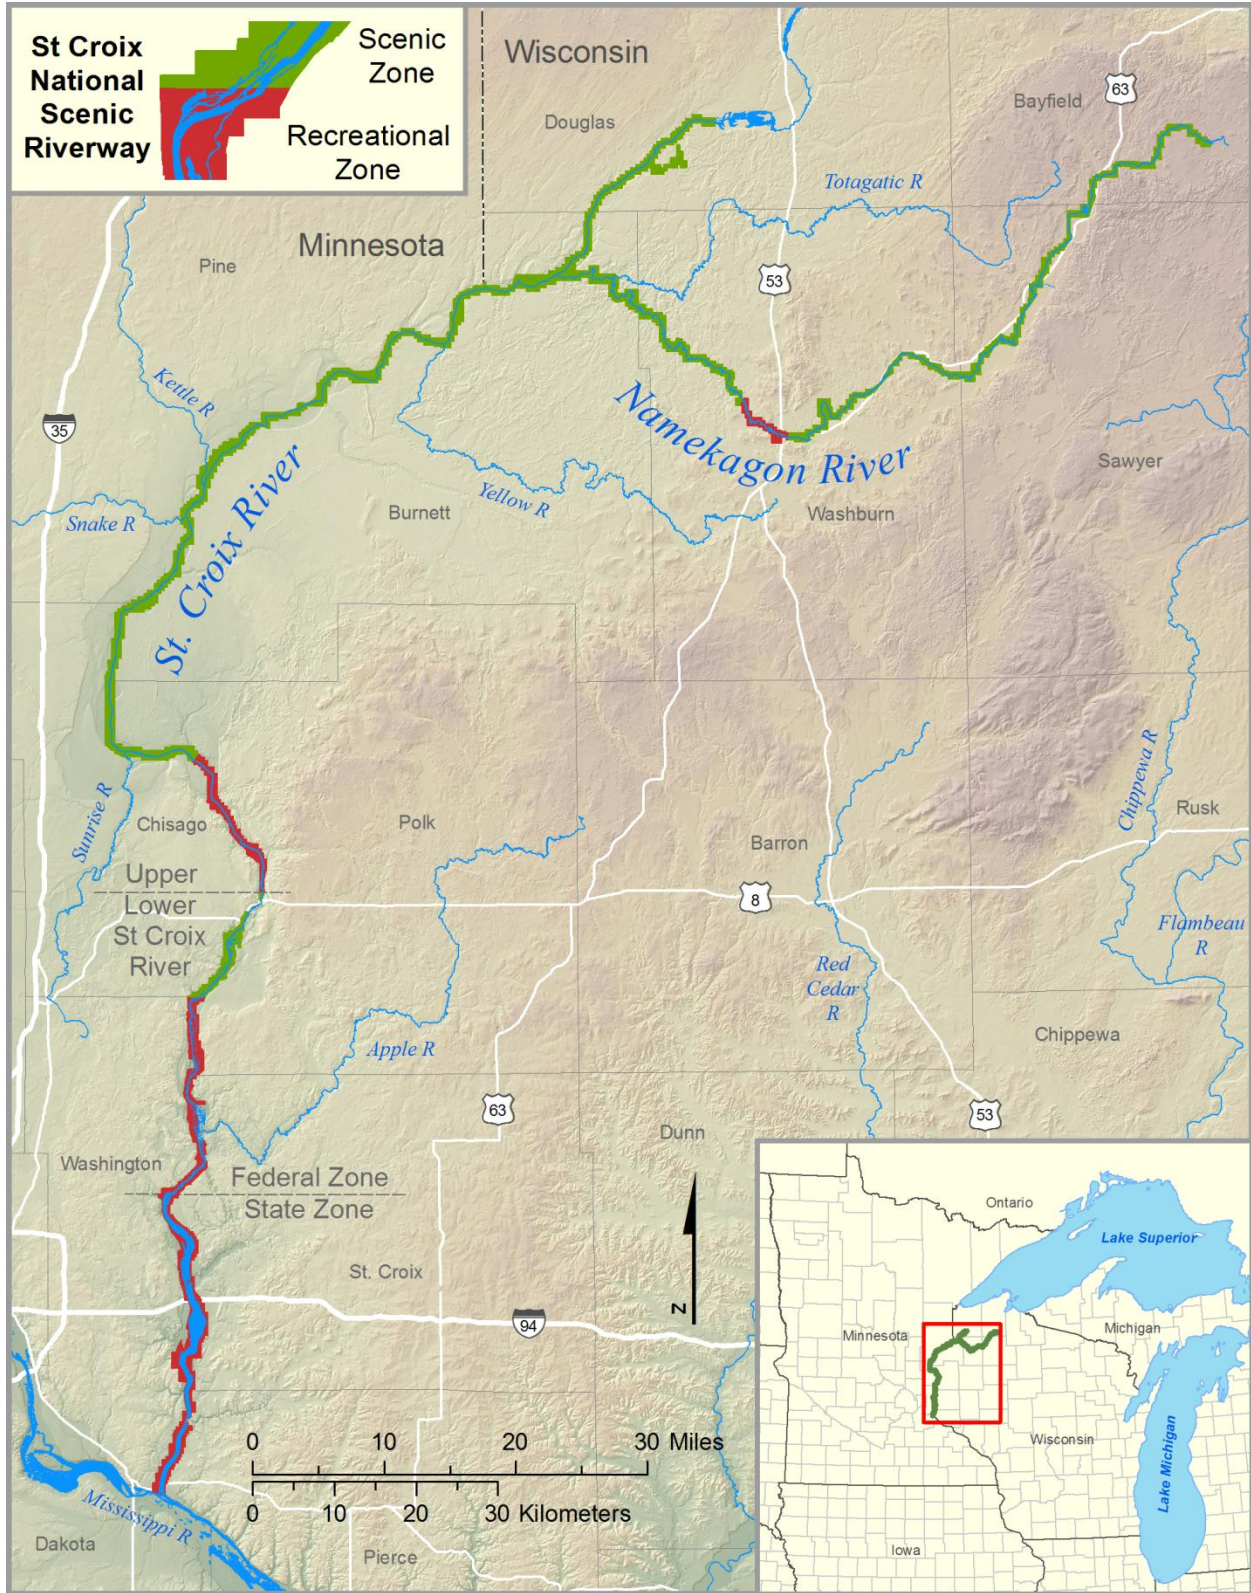 St Croix
National
Scenic
Riverway
Scenic
Zone
Recreational
Zone
Wisconsin
Douglas
Bayfield
63
Totagatic R
Minnesota
Pine
53
Kettle R
35
Namekagon River
St. Croix River
Sawyer
Yellow R
Snake R
Burnett
Washburn
Chippewa R
Sunrise R
Chisago
Polk
Rusk
Barron
Upper
Lower
St Croix
River
8
Flambeau
R
Red
Cedar
R
Apple R
Chippewa
63
53
Dunn
Washington
Federal Zone
State Zone
St. Croix
N
94
0 10 20 30 Miles
0 10 20 30 Kilometers
Mississippi R
Dakota
Pierce
Ontario
Lake Superior
Minnesota
Michigan
Wisconsin
Lake Michigan
Iowa